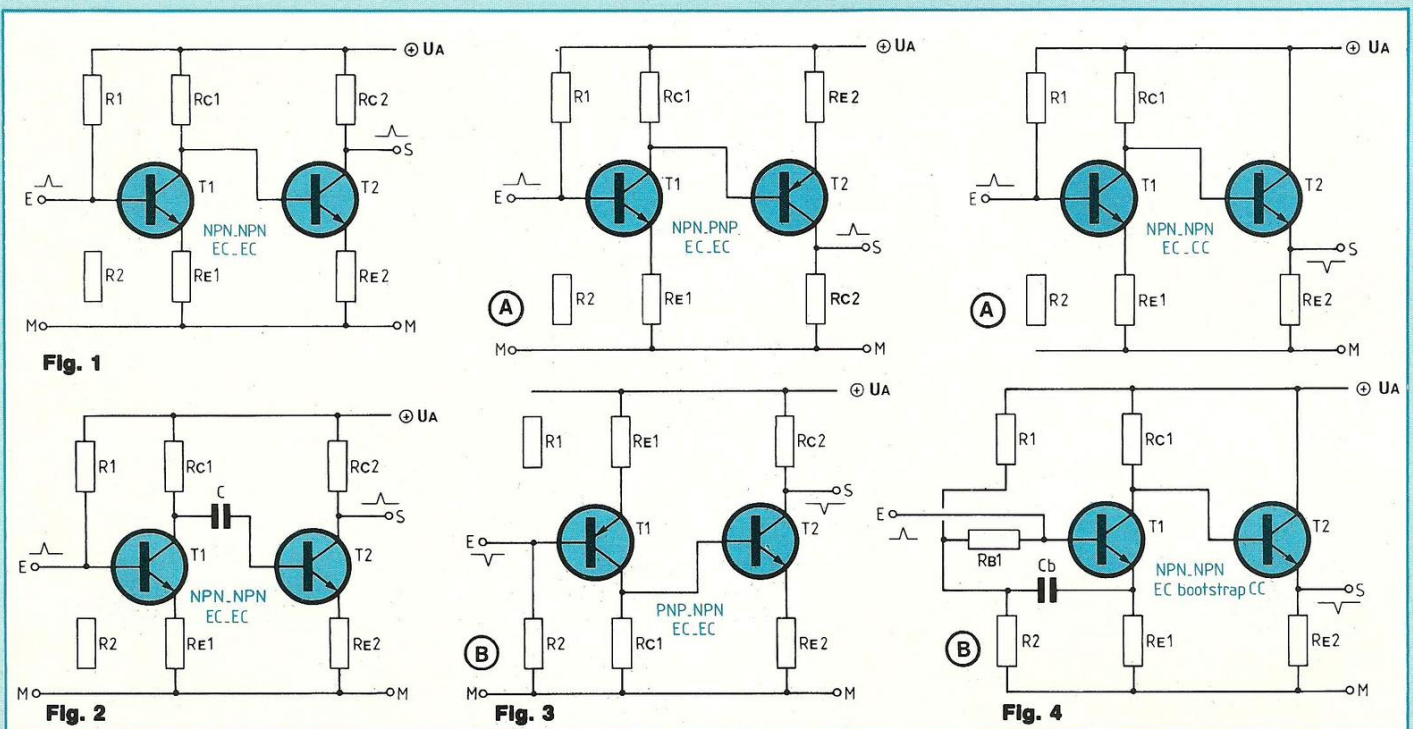 ⊕ UA
R1
RC1
RC2
S
E
T1
T2
NPN_NPN
EC_EC
R2
RE1
RE2
M
M
Fig. 1
⊕ UA
R1
RC1
RE2
E
T1
T2
NPN_PNP.
EC_EC
S
R2
RE1
RC2
A
M
M
⊕ UA
R1
RC1
E
T1
T2
NPN_NPN
EC_CC
S
R2
RE1
RE2
A
M
⊕ UA
R1
RC1
RC2
C
S
E
T1
T2
NPN_NPN
EC_EC
R2
RE1
RE2
M
M
Fig. 2
⊕ UA
R1
RE1
RC2
S
E
T1
T2
PNP_NPN
EC_EC
R2
RC1
RE2
B
M
M
Fig. 3
⊕ UA
R1
RC1
E
T1
T2
RB1
Cb
NPN_NPN
EC bootstrap CC
S
R2
RE1
RE2
B
M
Fig. 4